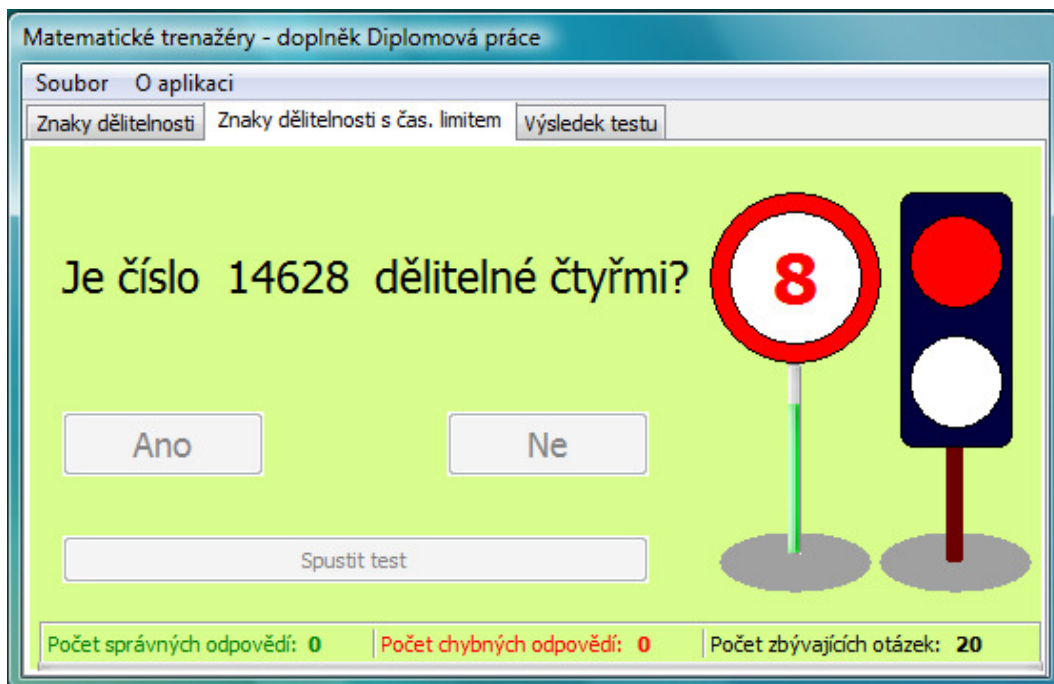 Matematické trenažéry - doplněk Diplomová práce
Soubor O aplikaci
Znaky dělitelnosti Znaky dělitelnosti s čas. limitem Výsledek testu
Je číslo 14628 dělitelné čtyřmi? 8
Ano Ne
Spustit test
Počet správných odpovědí: 0 Počet chybných odpovědí: 0 Počet zbývajících otázek: 20